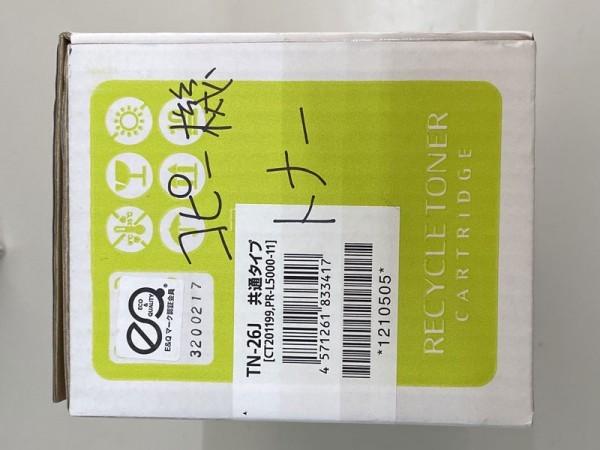 コピー機
トナー
RECYCLE TONER
CARTRIDGE
ECO
&
QUALITY
E&Qマーク認証会員
3200217
TN-26J 共通タイプ
[CT201199,PR-L5000-11]
4 571261 833417
*1210505*